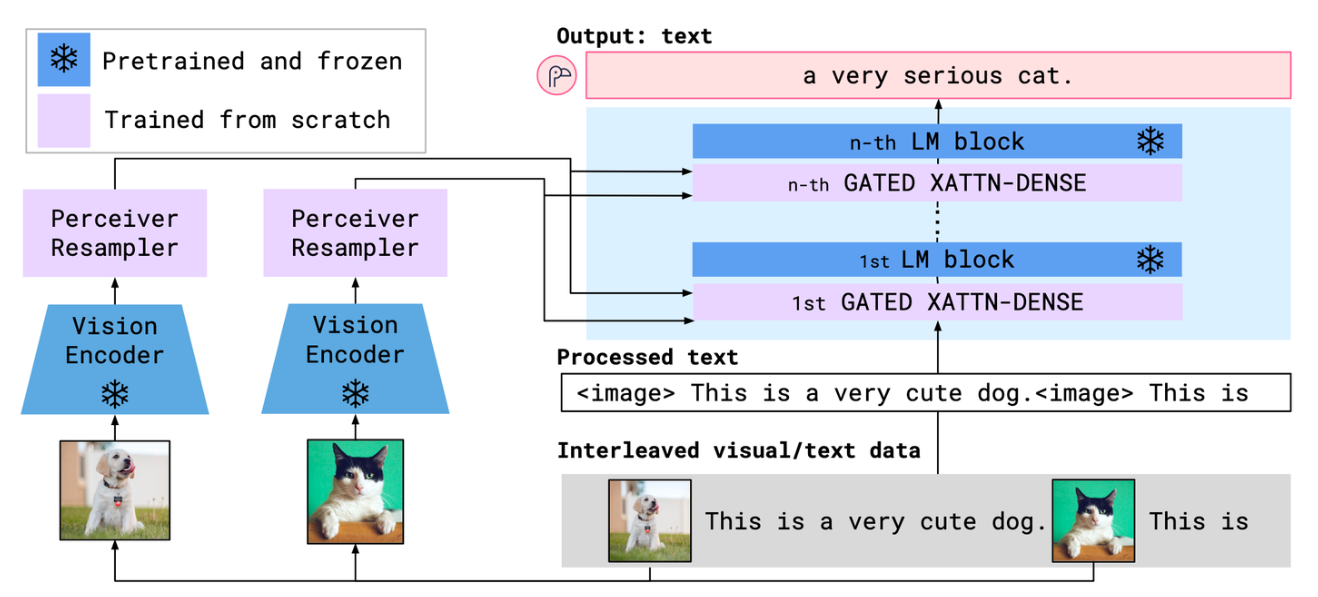 Pretrained and frozen
Trained from scratch
Perceiver
Resampler
Perceiver
Resampler
Vision
Encoder
Vision
Encoder
Output: text
a very serious cat.
n-th LM block
n-th GATED XATTN-DENSE
1st LM block
1st GATED XATTN-DENSE
Processed text
<image> This is a very cute dog.<image> This is
Interleaved visual/text data
This is a very cute dog. This is